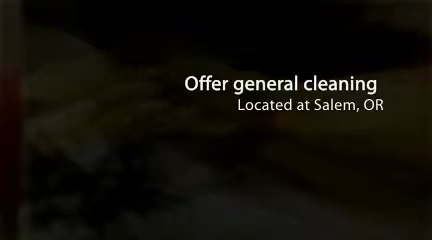 Offer general cleaning
Located at Salem, OR